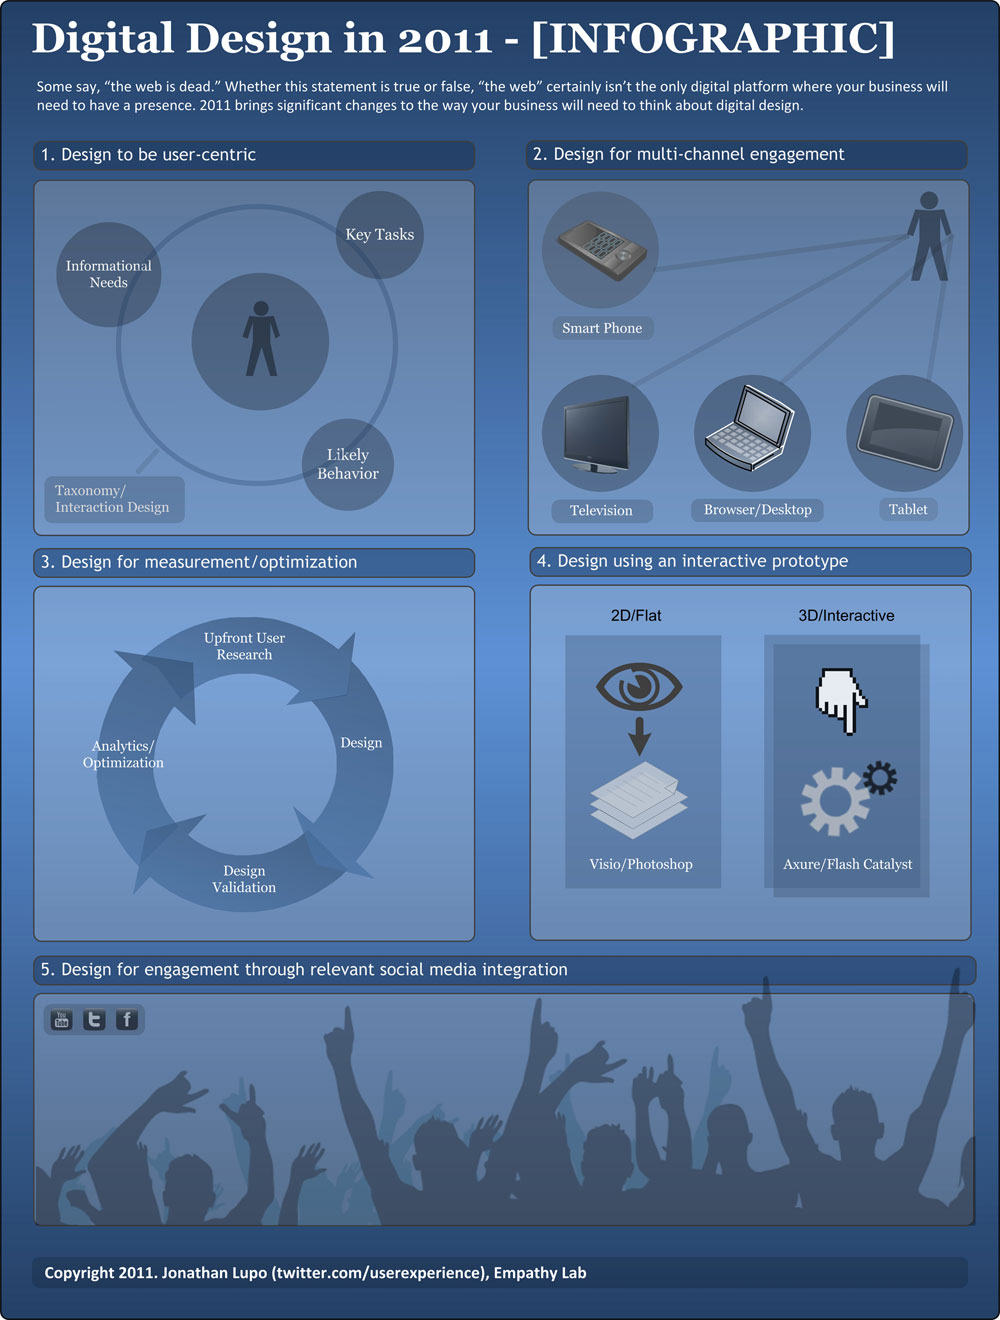 Digital Design in 2011 - [INFOGRAPHIC]
Some say, “the web is dead.” Whether this statement is true or false, “the web” certainly isn’t the only digital platform where your business will
need to have a presence. 2011 brings significant changes to the way your business will need to think about digital design.
1. Design to be user-centric
Key Tasks
Informational
Needs
Likely
Behavior
Taxonomy/
Interaction Design
2. Design for multi-channel engagement
Smart Phone
Television
Browser/Desktop
Tablet
3. Design for measurement/optimization
Upfront User
Research
Design
Analytics/
Optimization
Design
Validation
4. Design using an interactive prototype
2D/Flat
3D/Interactive
Visio/Photoshop
Axure/Flash Catalyst
5. Design for engagement through relevant social media integration
You
Tube
t
f
Copyright 2011. Jonathan Lupo (twitter.com/userexperience), Empathy Lab